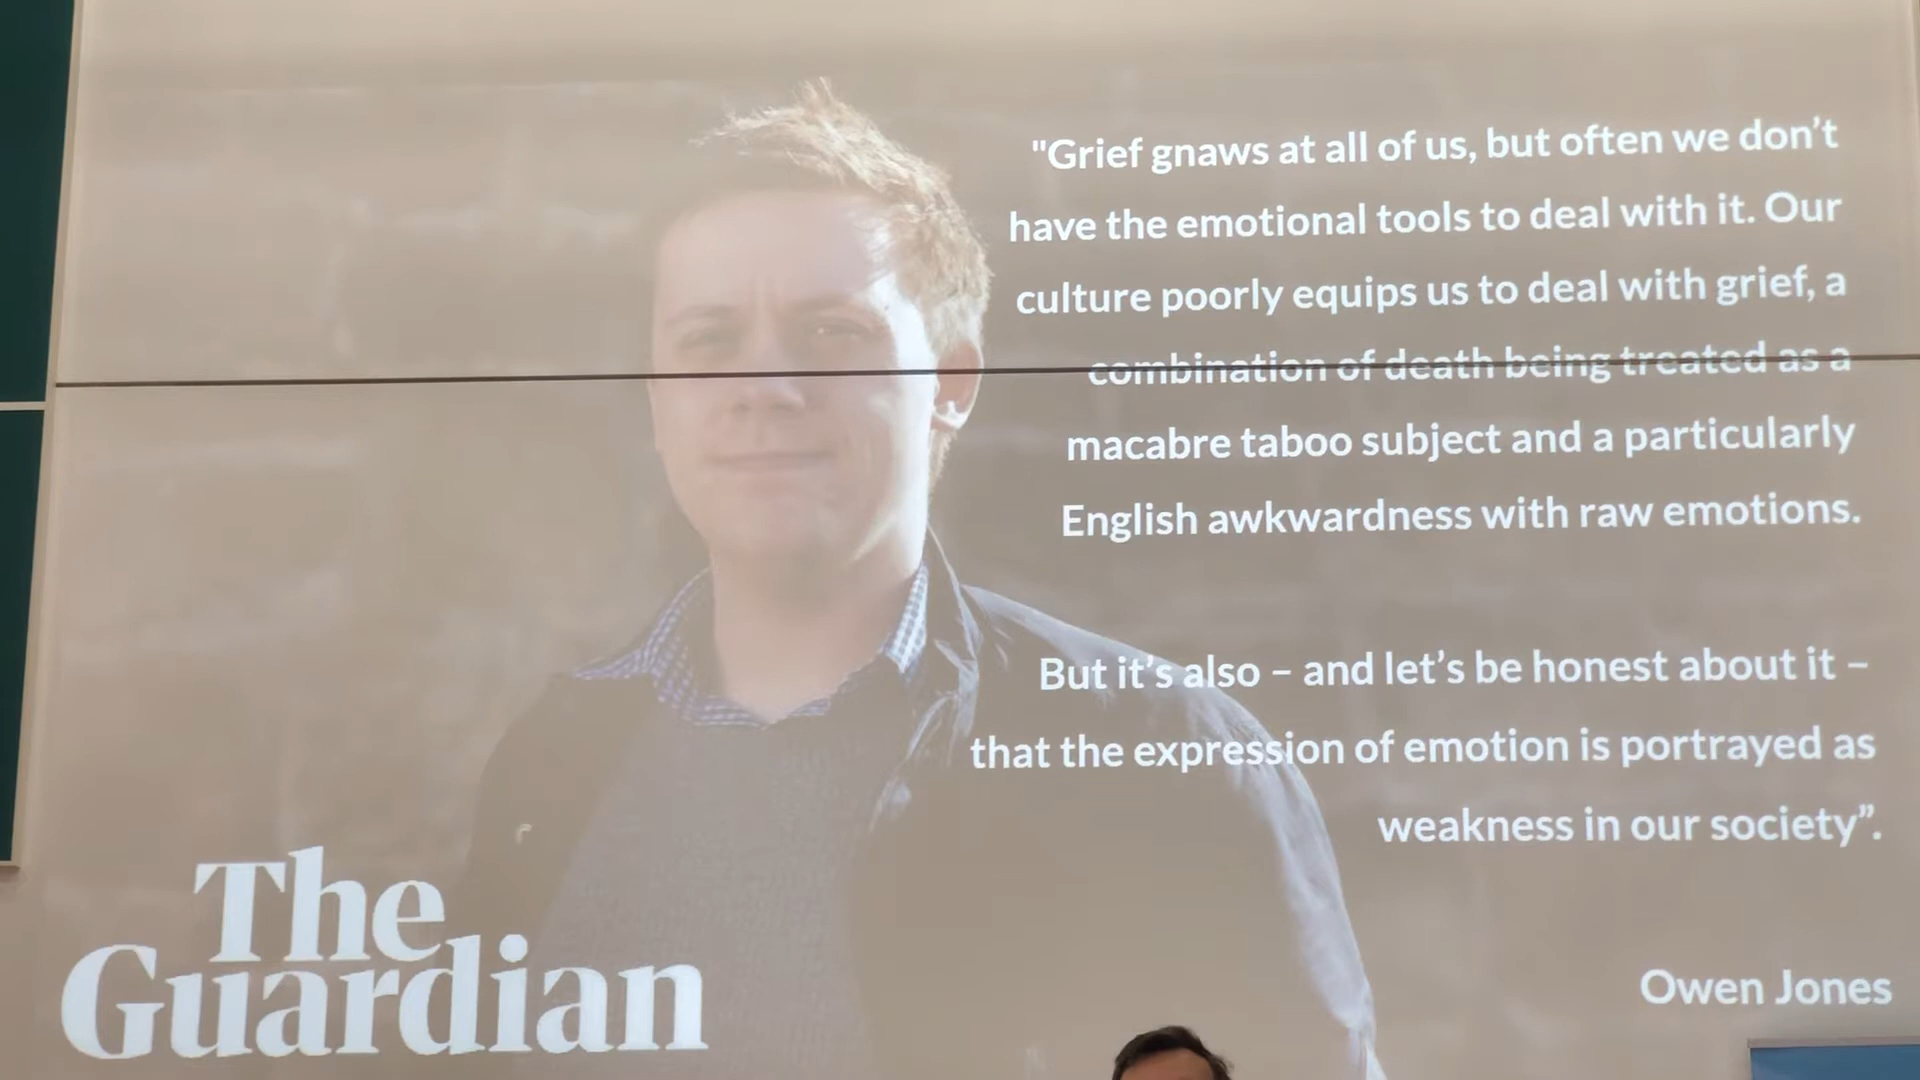 "Grief gnaws at all of us, but often we don’t
have the emotional tools to deal with it. Our
culture poorly equips us to deal with grief, a
combination of death being treated as a
macabre taboo subject and a particularly
English awkwardness with raw emotions.
But it’s also – and let’s be honest about it –
that the expression of emotion is portrayed as
weakness in our society”.
Owen Jones
The
Guardian